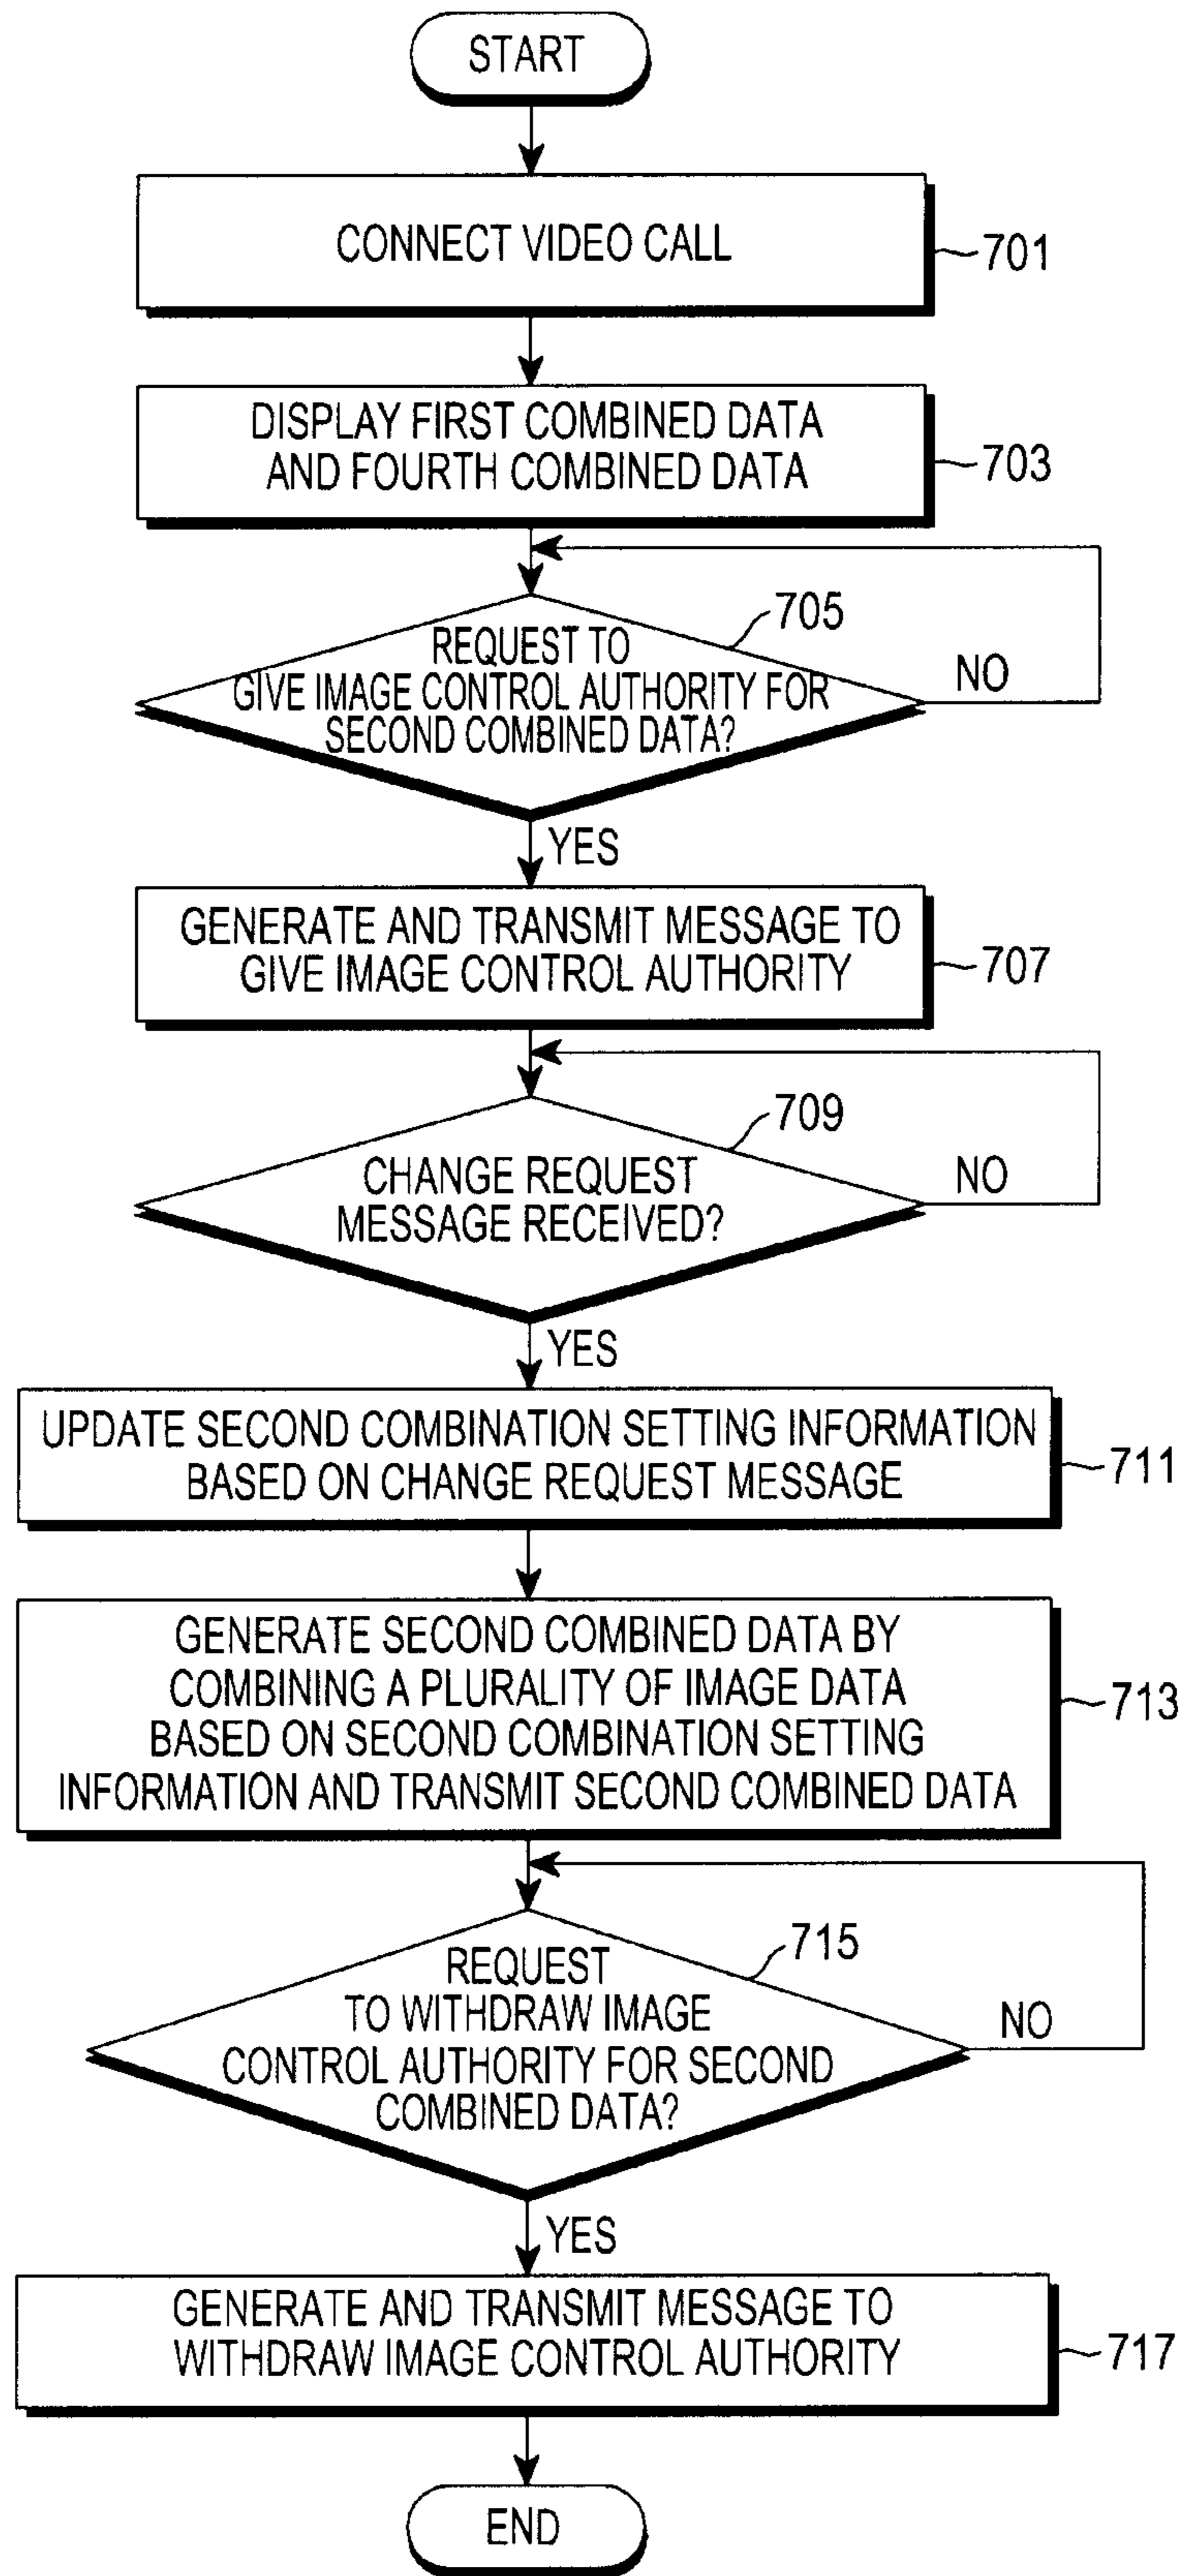 START
CONNECT VIDEO CALL
701
DISPLAY FIRST COMBINED DATA
AND FOURTH COMBINED DATA
703
705
REQUEST TO
GIVE IMAGE CONTROL AUTHORITY FOR
SECOND COMBINED DATA?
NO
YES
GENERATE AND TRANSMIT MESSAGE TO
GIVE IMAGE CONTROL AUTHORITY
707
709
CHANGE REQUEST
MESSAGE RECEIVED?
NO
YES
UPDATE SECOND COMBINATION SETTING INFORMATION
BASED ON CHANGE REQUEST MESSAGE
711
GENERATE SECOND COMBINED DATA BY
COMBINING A PLURALITY OF IMAGE DATA
BASED ON SECOND COMBINATION SETTING
INFORMATION AND TRANSMIT SECOND COMBINED DATA
713
715
REQUEST
TO WITHDRAW IMAGE
CONTROL AUTHORITY FOR SECOND
COMBINED DATA?
NO
YES
GENERATE AND TRANSMIT MESSAGE TO
WITHDRAW IMAGE CONTROL AUTHORITY
717
END